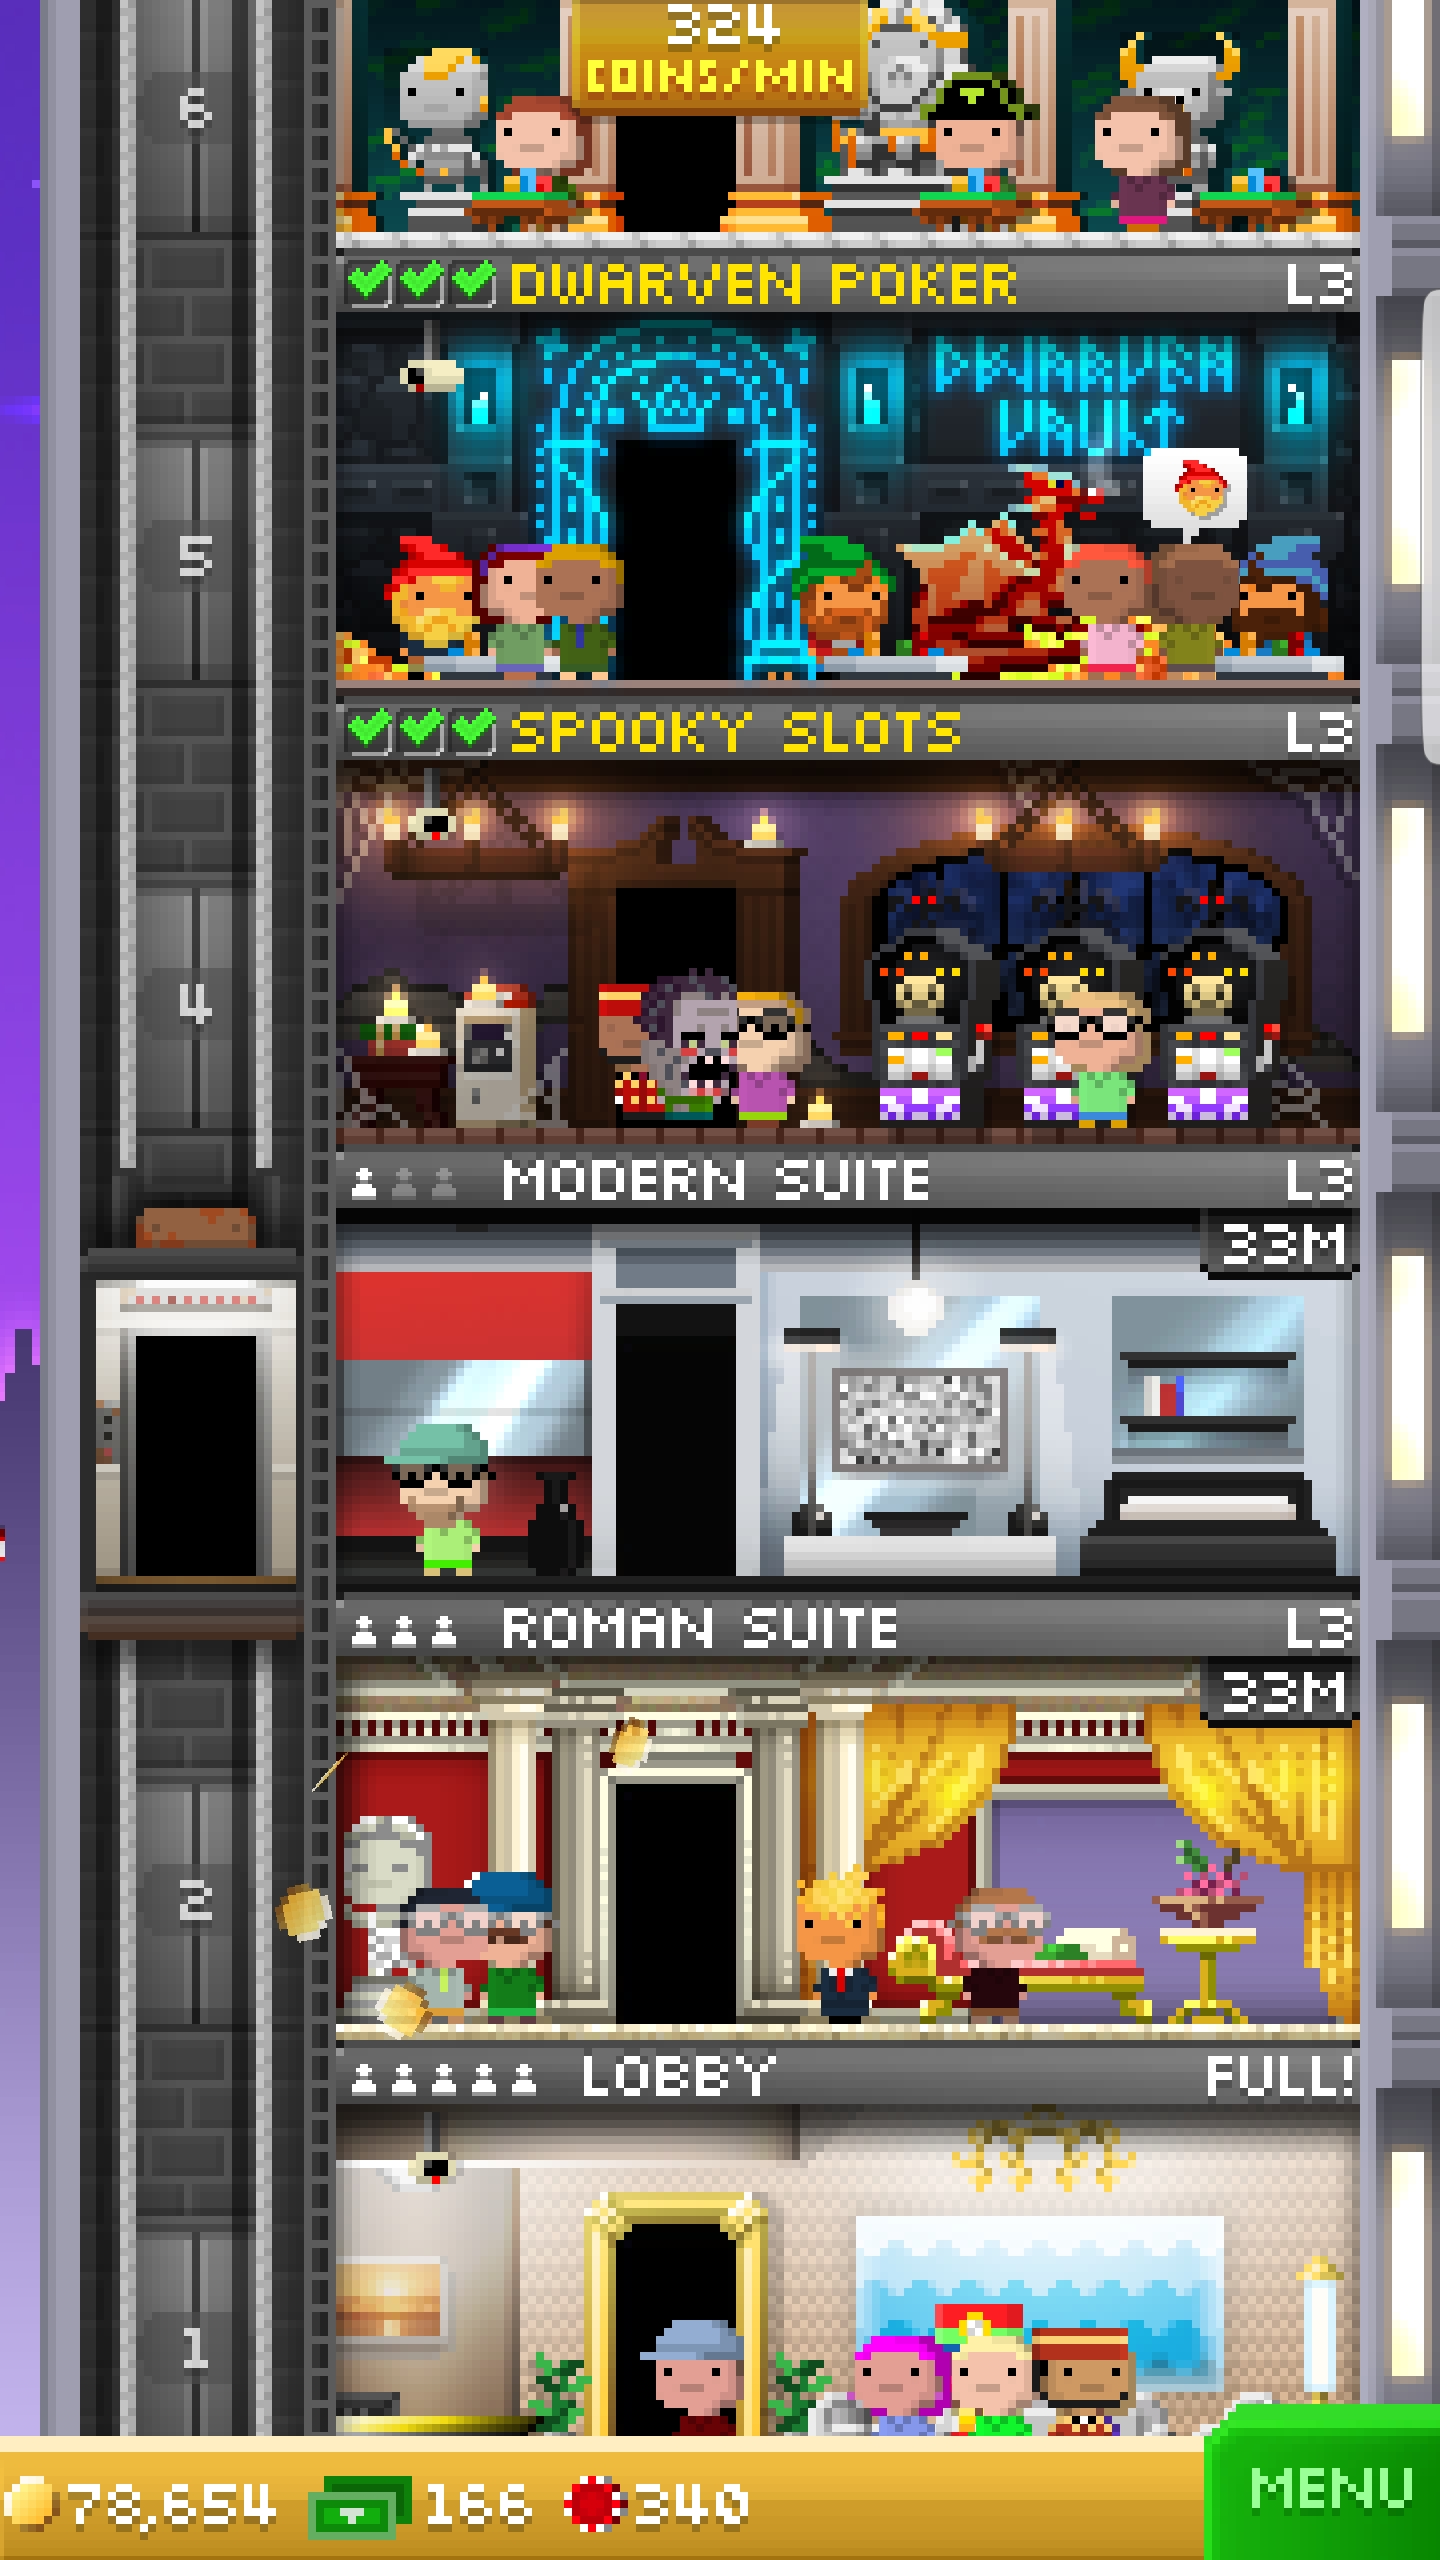 324
COINS/MIN
6
DWARVEN POKER L3
DWARVEN
VAULT
5
SPOOKY SLOTS L3
4
MODERN SUITE L3
33M
ROMAN SUITE L3
33M
2
LOBBY FULL!
1
78,654 166 340 MENU